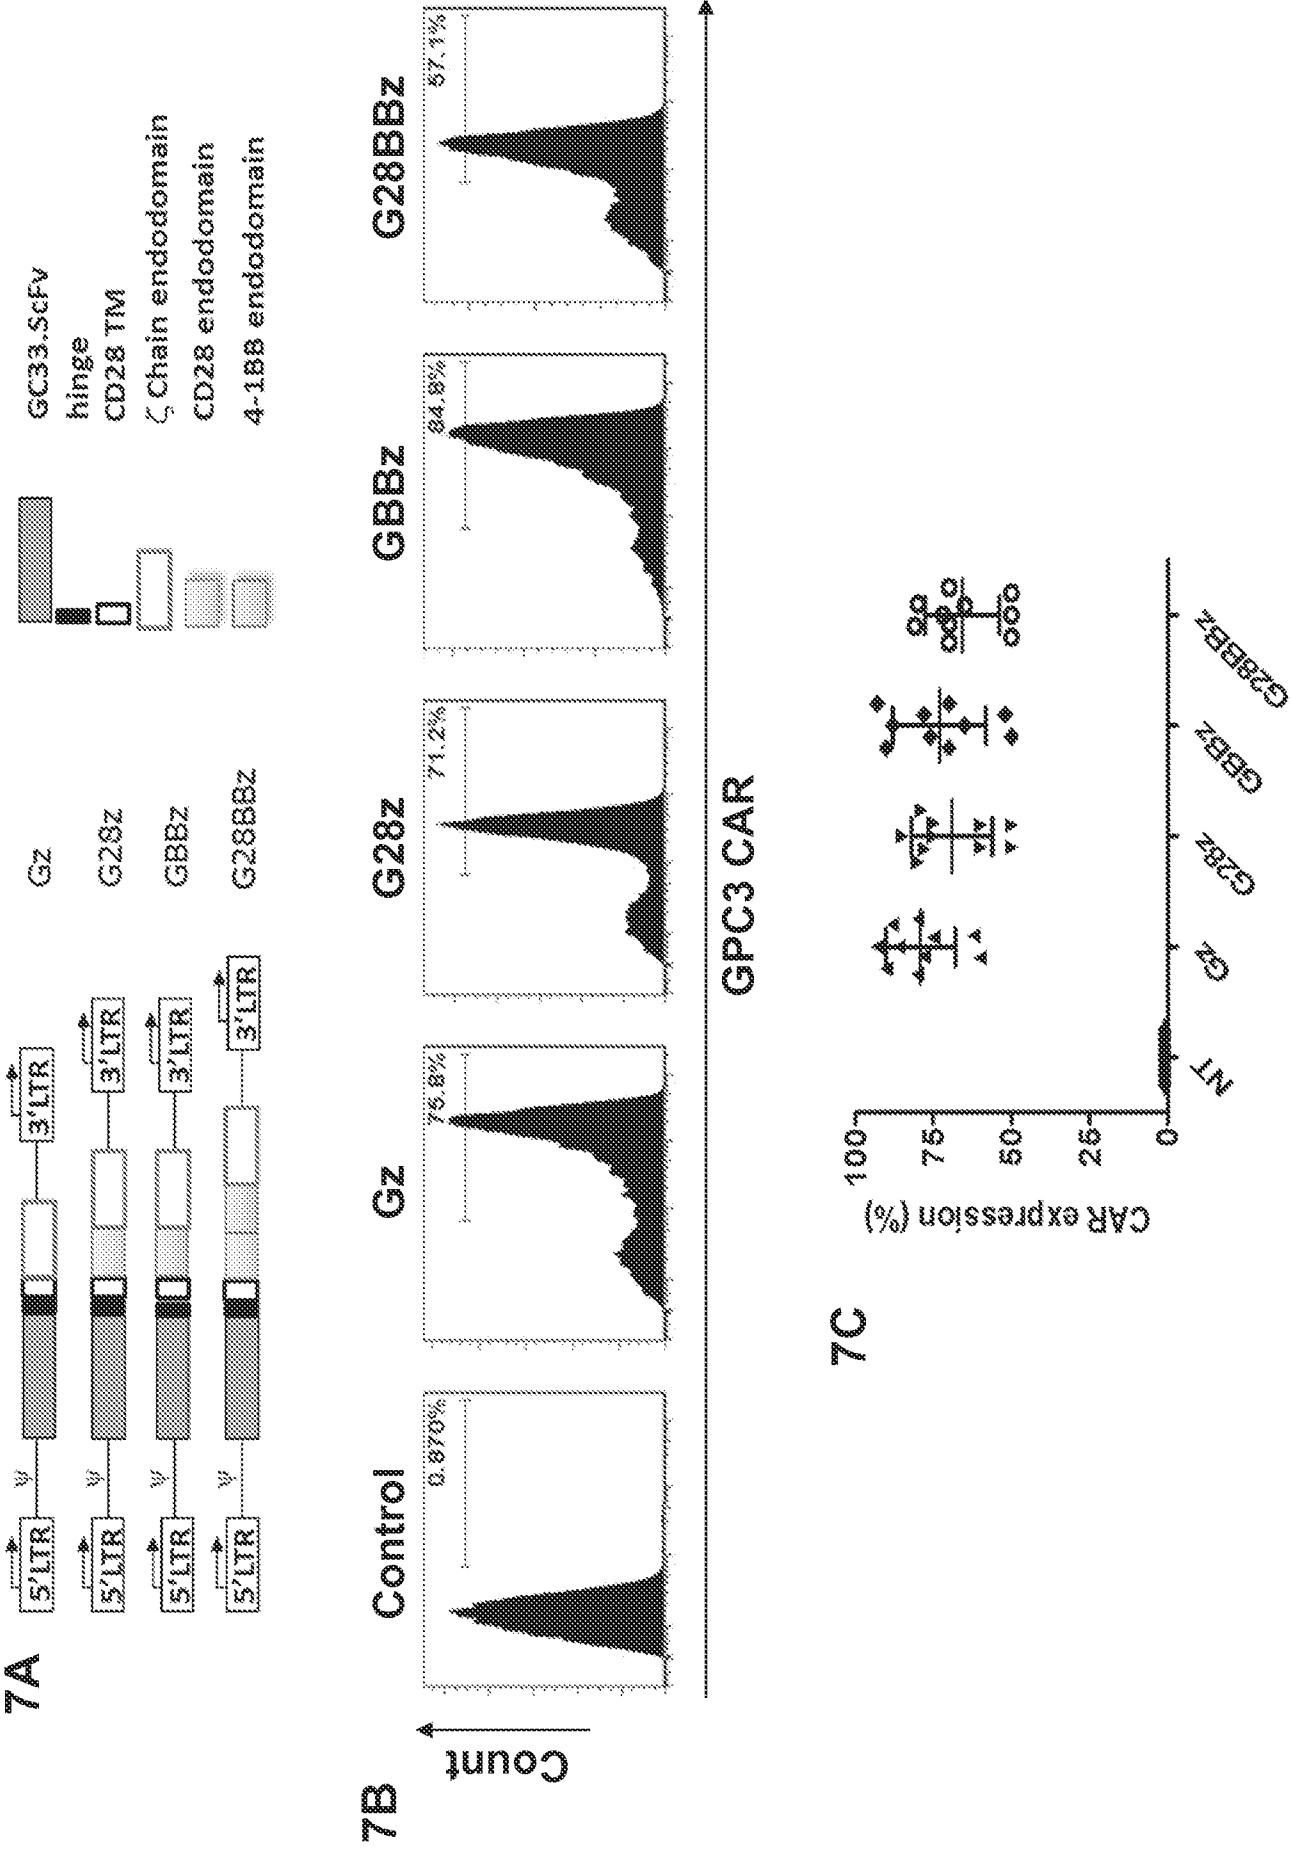 7A
5'LTR ψ 3'LTR Gz
5'LTR ψ 3'LTR G28z
5'LTR ψ 3'LTR GBBz
5'LTR ψ 3'LTR G28BBz
GC33.ScFv
hinge
CD28 TM
ζ Chain endodomain
CD28 endodomain
4-1BB endodomain
7B
Control
Gz
G28z
GBBz
G28BBz
0.870%
75.8%
71.2%
84.8%
57.1%
Count
GPC3 CAR
7C
CAR expression (%)
100
75
50
25
0
NT
Gz
G28z
GBBz
G28BBz